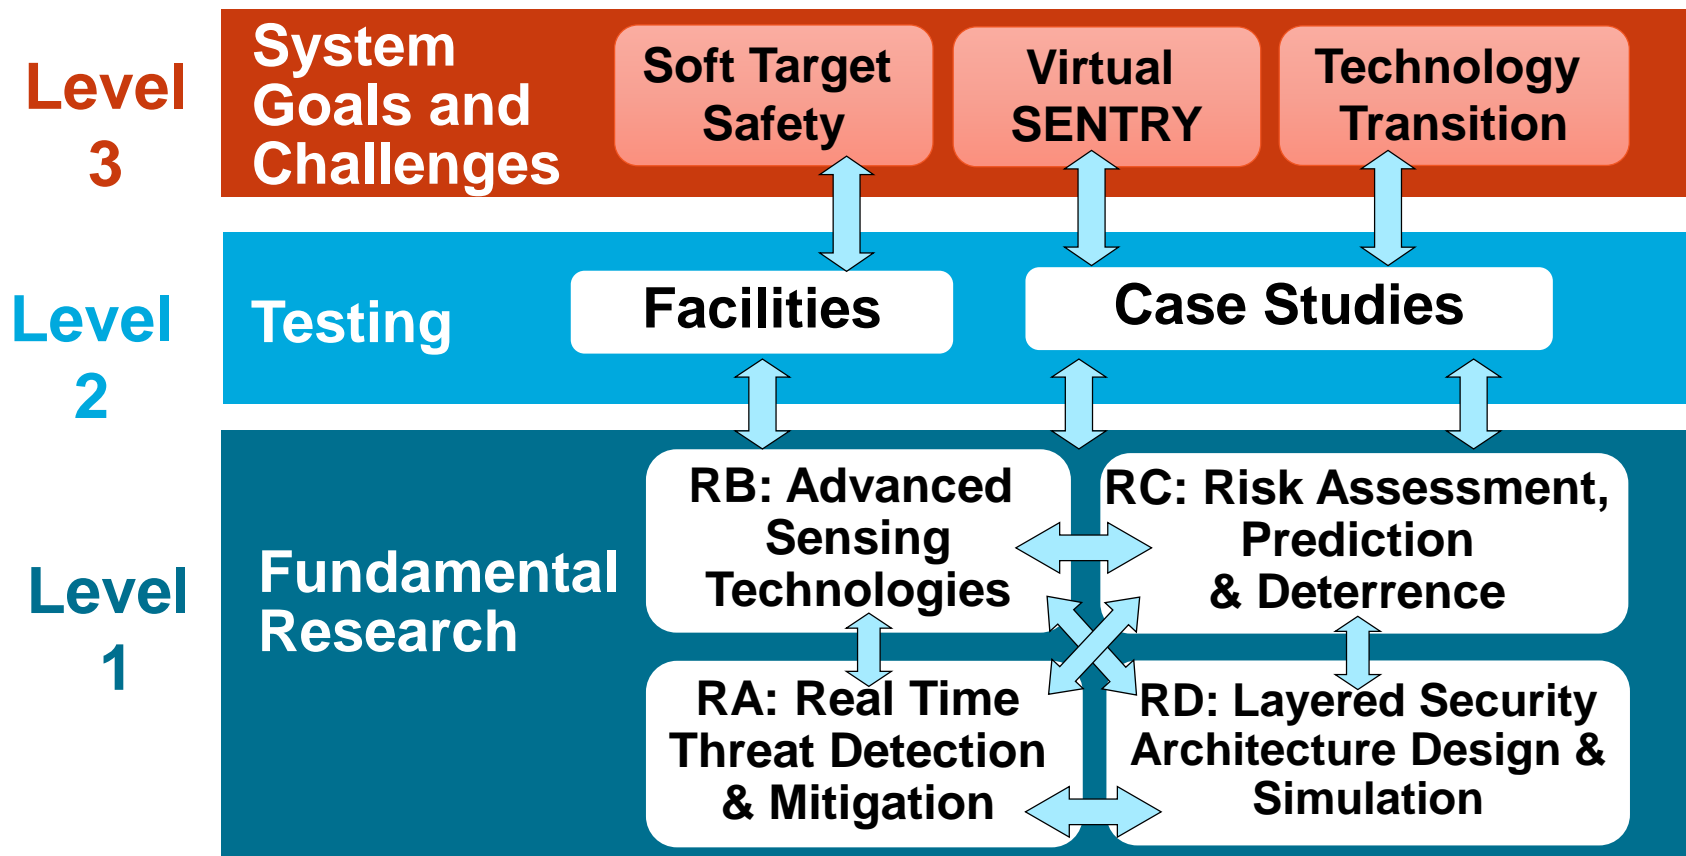 Level
3
System
Goals and
Challenges
Soft Target
Safety
Virtual
SENTRY
Technology
Transition
Level
2
Testing
Facilities
Case Studies
Level
1
Fundamental
Research
RB: Advanced
Sensing
Technologies
RC: Risk Assessment,
Prediction
& Deterrence
RA: Real Time
Threat Detection
& Mitigation
RD: Layered Security
Architecture Design &
Simulation